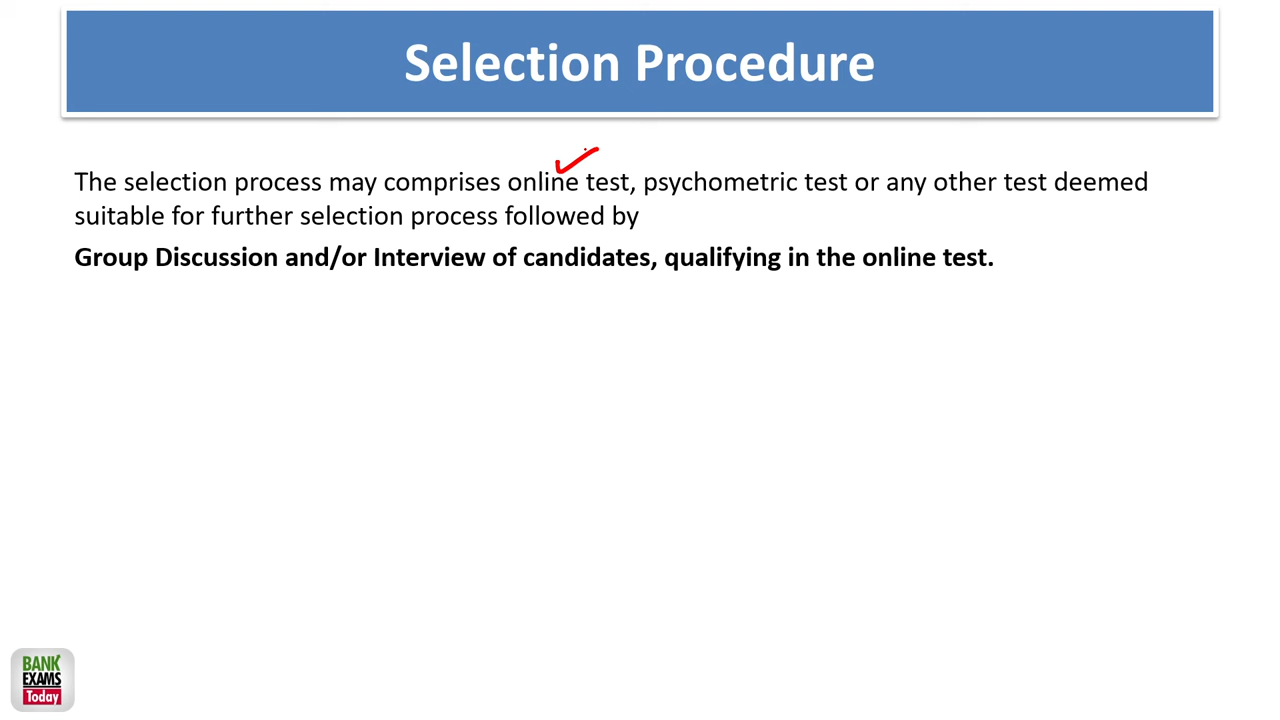 Selection Procedure
The selection process may comprises online test, psychometric test or any other test deemed
suitable for further selection process followed by
Group Discussion and/or Interview of candidates, qualifying in the online test.
BANK
EXAMS
Today